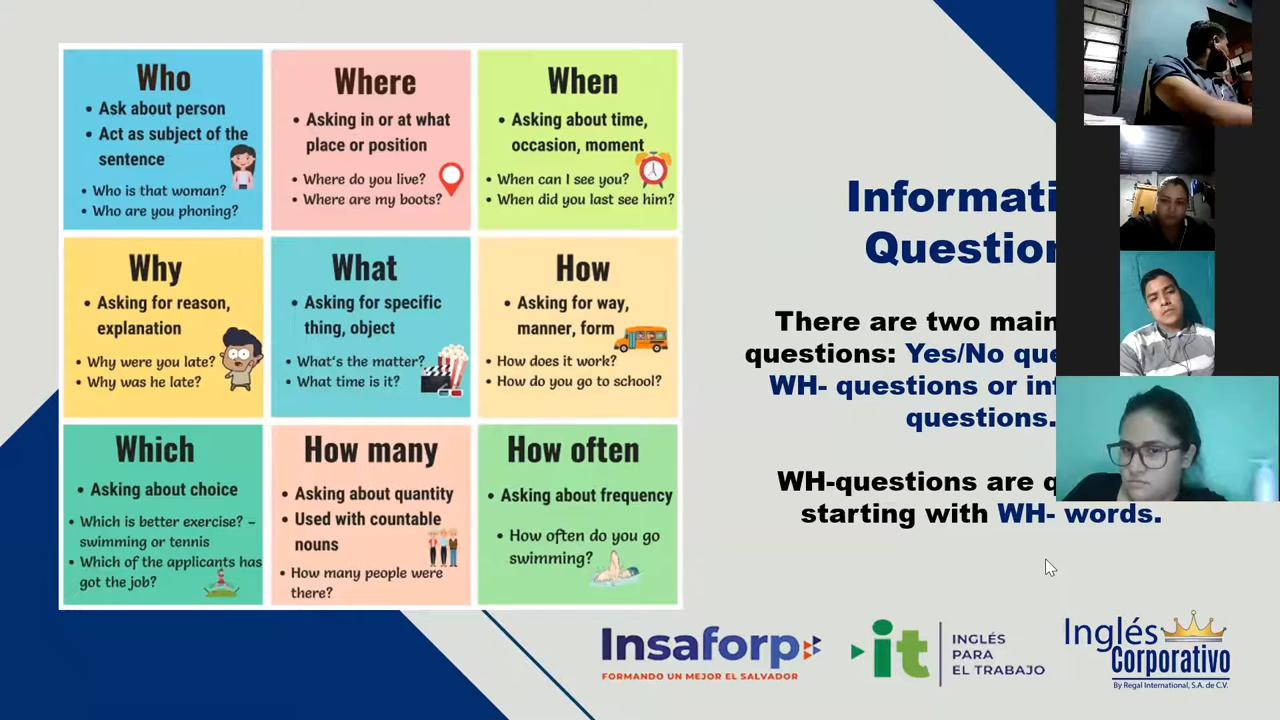 Who
• Ask about person
• Act as subject of the
sentence
• Who is that woman?
• Who are you phoning?
Where
• Asking in or at what
place or position
• Where do you live?
• Where are my boots?
When
• Asking about time,
occasion, moment
• When can I see you?
• When did you last see him?
Why
• Asking for reason,
explanation
• Why were you late?
• Why was he late?
What
• Asking for specific
thing, object
• What's the matter?
• What time is it?
How
• Asking for way,
manner, form
• How does it work?
• How do you go to school?
Which
• Asking about choice
• Which is better exercise? –
swimming or tennis
• Which of the applicants has
got the job?
How many
• Asking about quantity
• Used with countable
nouns
• How many people were
there?
How often
• Asking about frequency
• How often do you go
swimming?
Informati
Question
There are two main
questions: Yes/No que
WH- questions or in
questions.
WH-questions are q
starting with WH- words.
Insaforp
FORMANDO UN MEJOR EL SALVADOR
it
INGLÉS
PARA
EL TRABAJO
Inglés
Corporativo
By Regal International, S.A. de C.V.